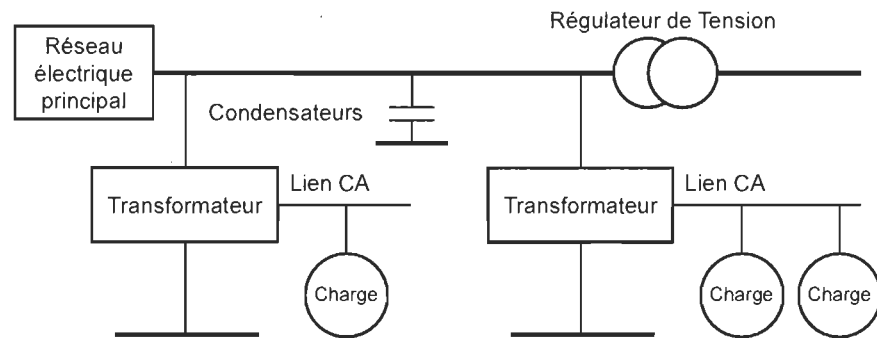 Régulateur de Tension
Réseau
électrique
principal
Condensateurs
Transformateur
Lien CA
Charge
Transformateur
Lien CA
Charge
Charge